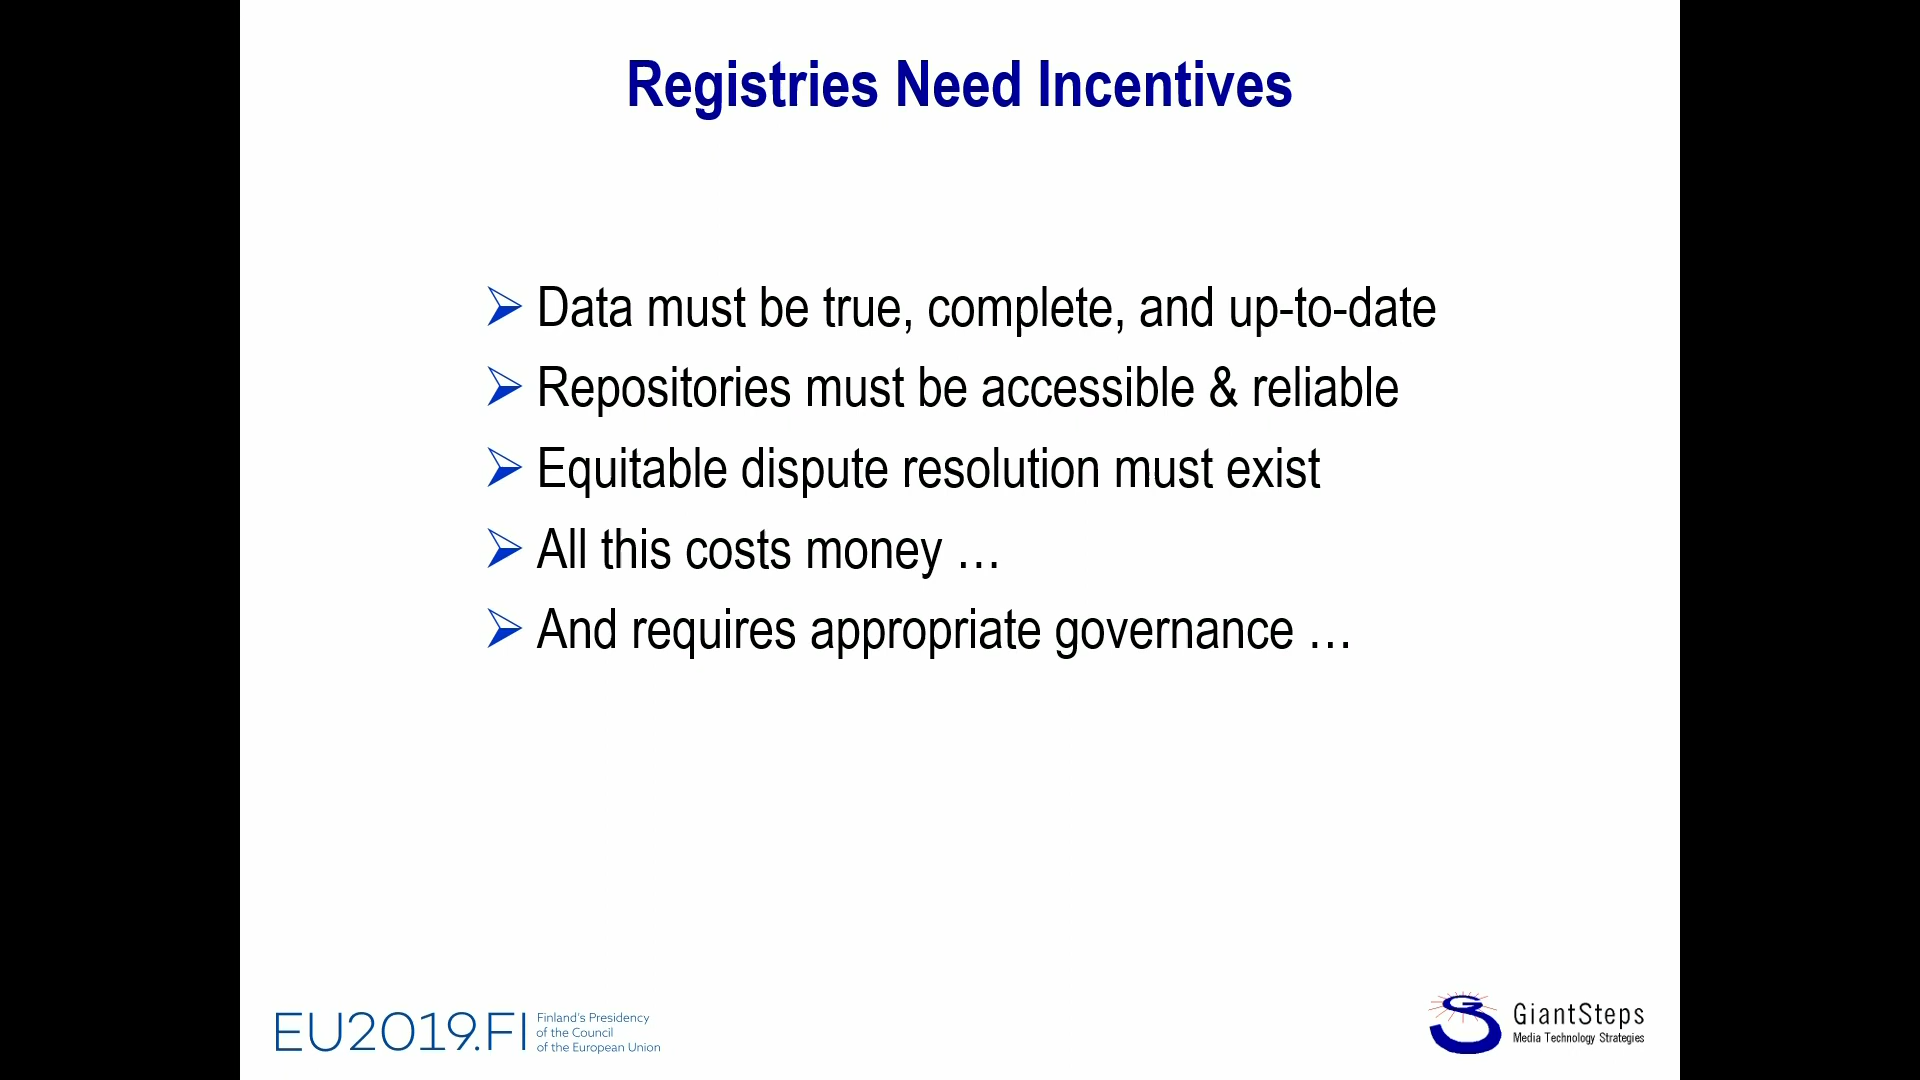 Registries Need Incentives
Data must be true, complete, and up-to-date
Repositories must be accessible & reliable
Equitable dispute resolution must exist
All this costs money …
And requires appropriate governance …
EU2019.FI
Finland's Presidency
of the Council
of the European Union
GiantSteps
Media Technology Strategies